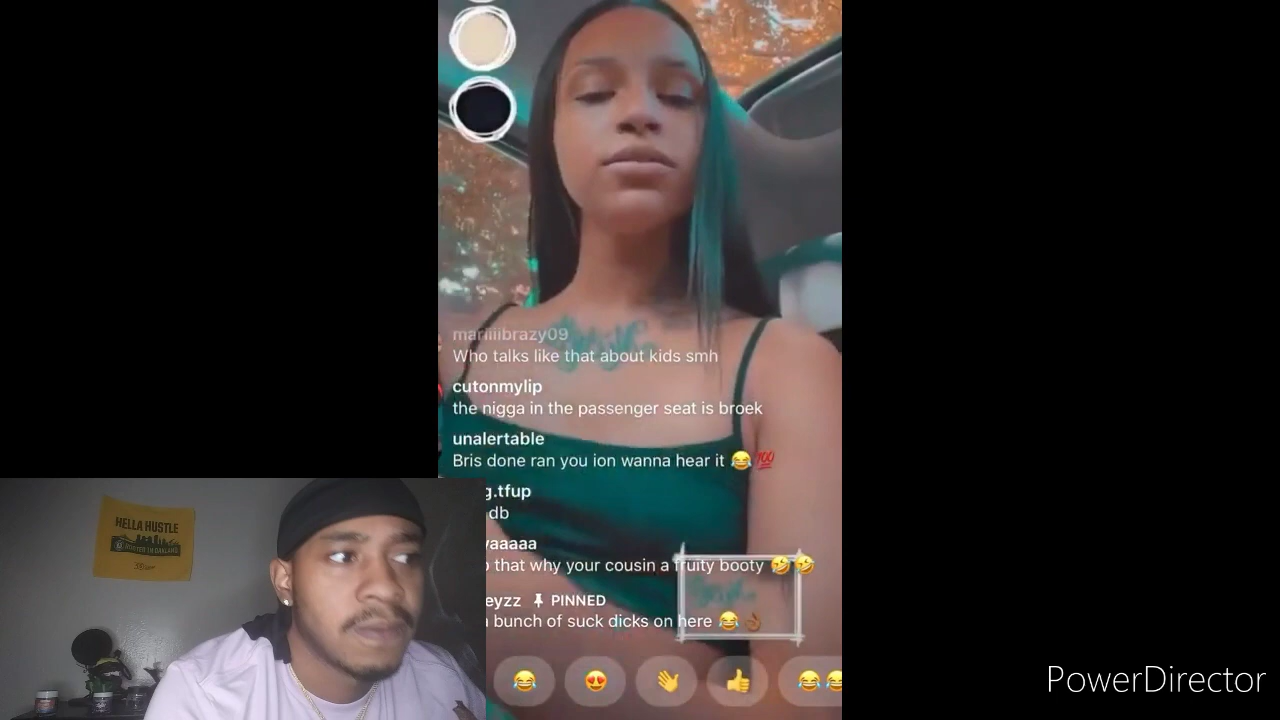 mariiiibrazy09
Who talks like that about kids smh
cutonmylip
the nigga in the passenger seat is broek
unalertable
Bris done ran you ion wanna hear it 😂 💯
g.tfup
db
yaaaaa
that why your cousin a fruity booty 🤣🤣
eyzz PINNED
bunch of suck dicks on here 😂👌🏾
HELLA HUSTLE
PowerDirector